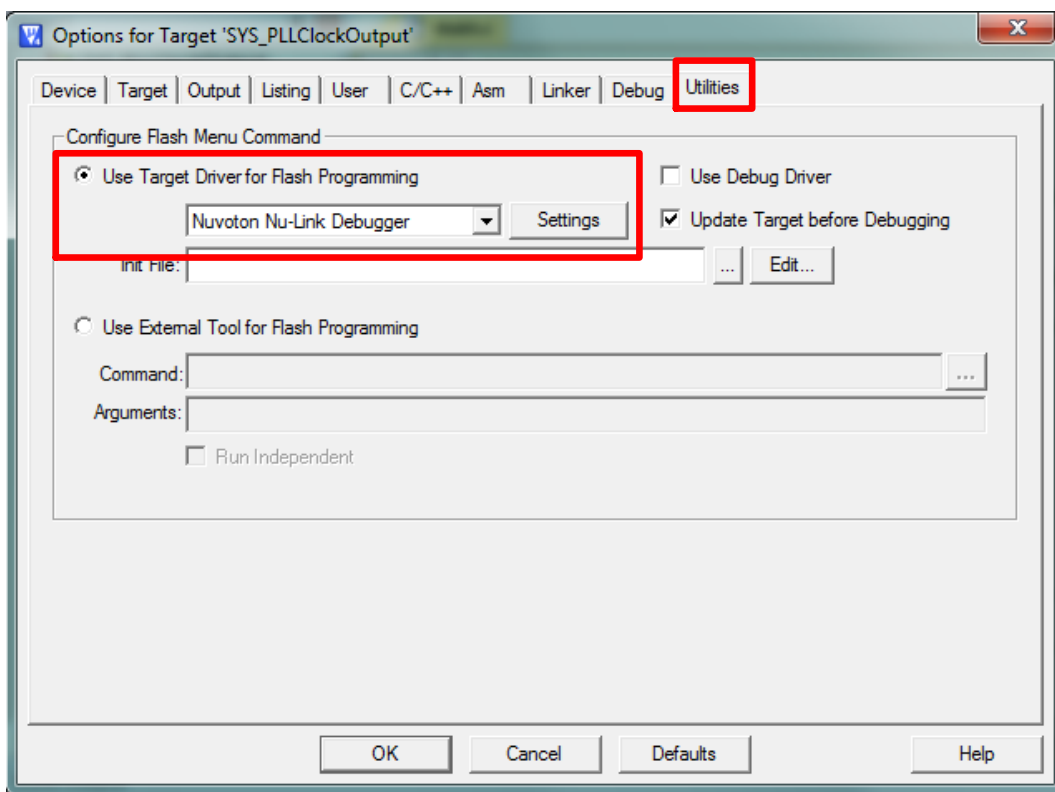 Options for Target 'SYS_PLLClockOutput'
Device Target Output Listing User C/C++ Asm Linker Debug Utilities
Configure Flash Menu Command
Use Target Driver for Flash Programming Use Debug Driver
Nuvoton Nu-Link Debugger Settings Update Target before Debugging
Init File: ... Edit...
Use External Tool for Flash Programming
Command: ...
Arguments:
Run Independent
OK Cancel Defaults Help